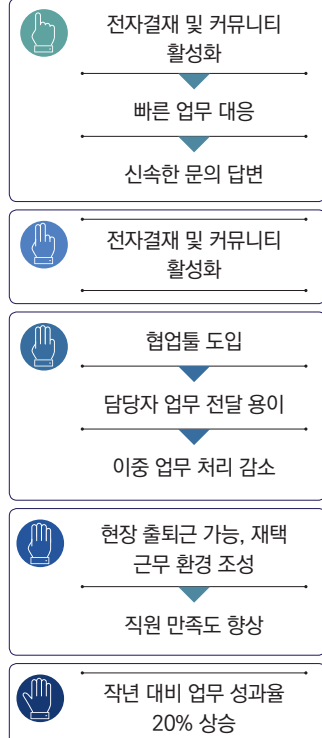 전자결재 및 커뮤니티
활성화
빠른 업무 대응
신속한 문의 답변
전자결재 및 커뮤니티
활성화
협업툴 도입
담당자 업무 전달 용이
이중 업무 처리 감소
현장 출퇴근 가능, 재택
근무 환경 조성
직원 만족도 향상
작년 대비 업무 성과율
20% 상승